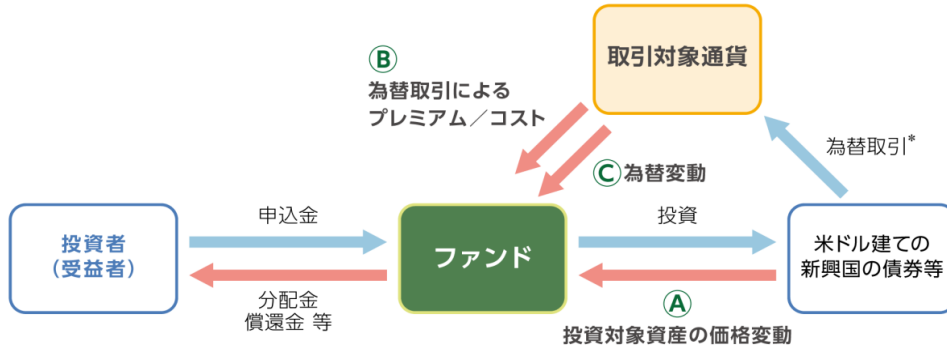 取引対象通貨
Ⓑ
為替取引による
プレミアム／コスト
為替取引*
Ⓒ為替変動
申込金
投資
投資者
（受益者）
ファンド
米ドル建ての
新興国の債券等
分配金
償還金 等
Ⓐ
投資対象資産の価格変動